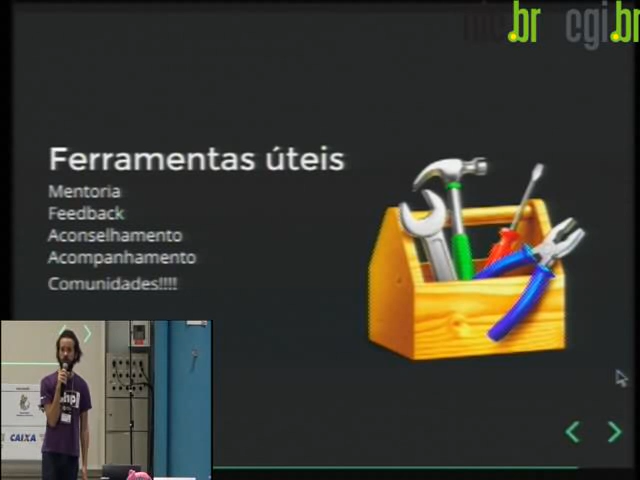 nic.br cgi.br
Ferramentas úteis
Mentoria
Feedback
Aconselhamento
Acompanhamento
Comunidades!!!!
CAIXA